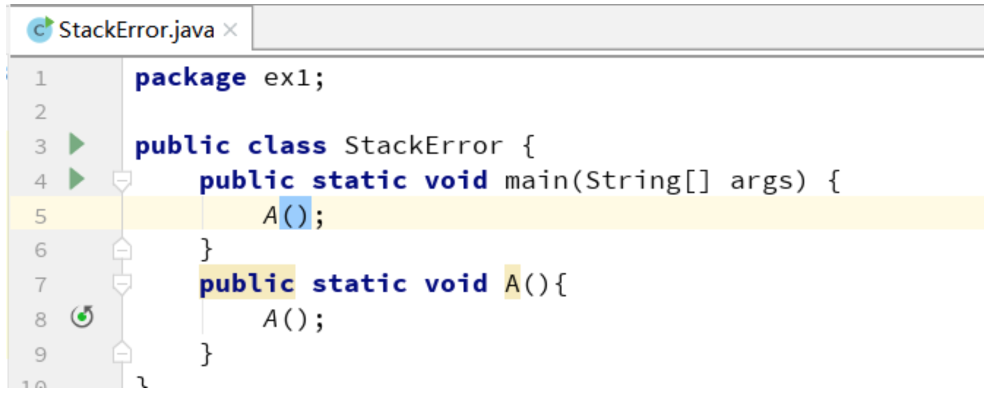 StackError.java
1 package ex1;
2
3 public class StackError {
4 public static void main(String[] args) {
5 A();
6 }
7 public static void A(){
8 A();
9 }
10 }